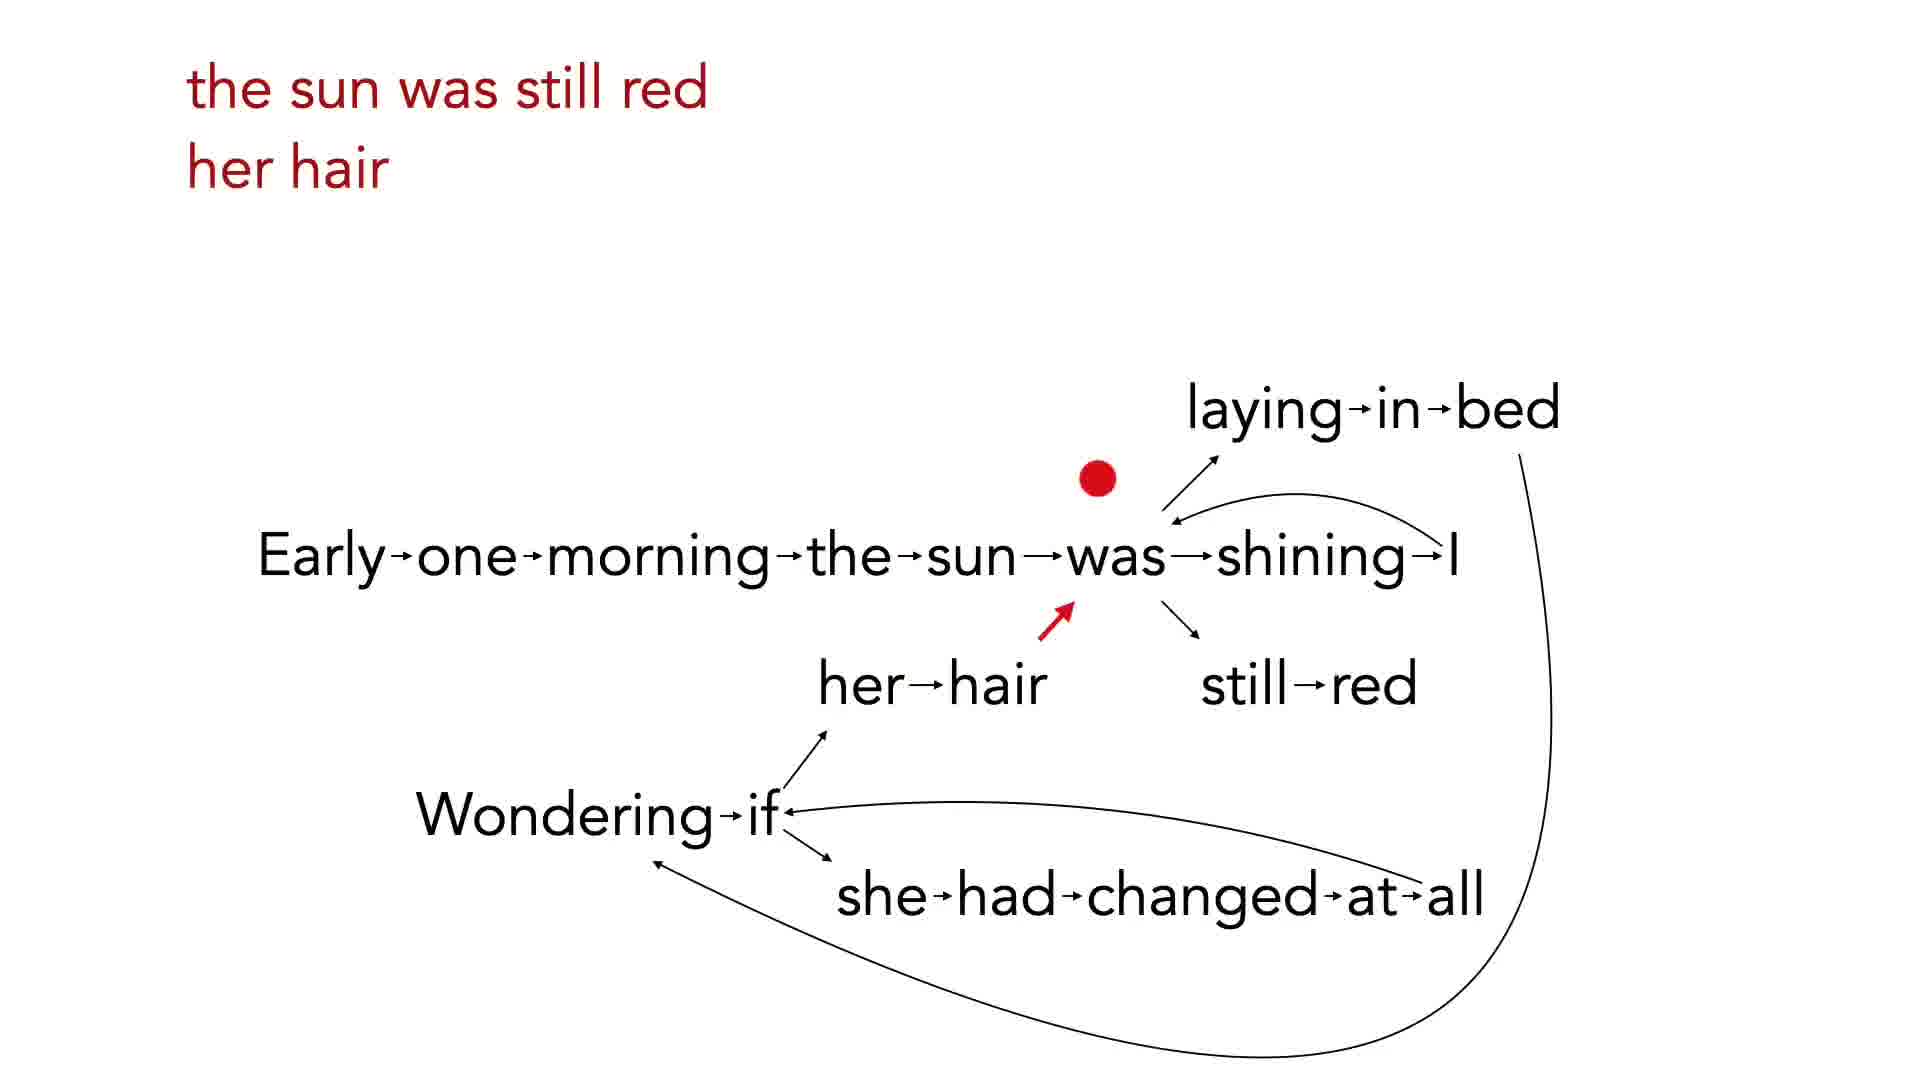 the sun was still red
her hair
laying in bed
Early one morning the sun was shining I
her hair still red
Wondering if
she had changed at all